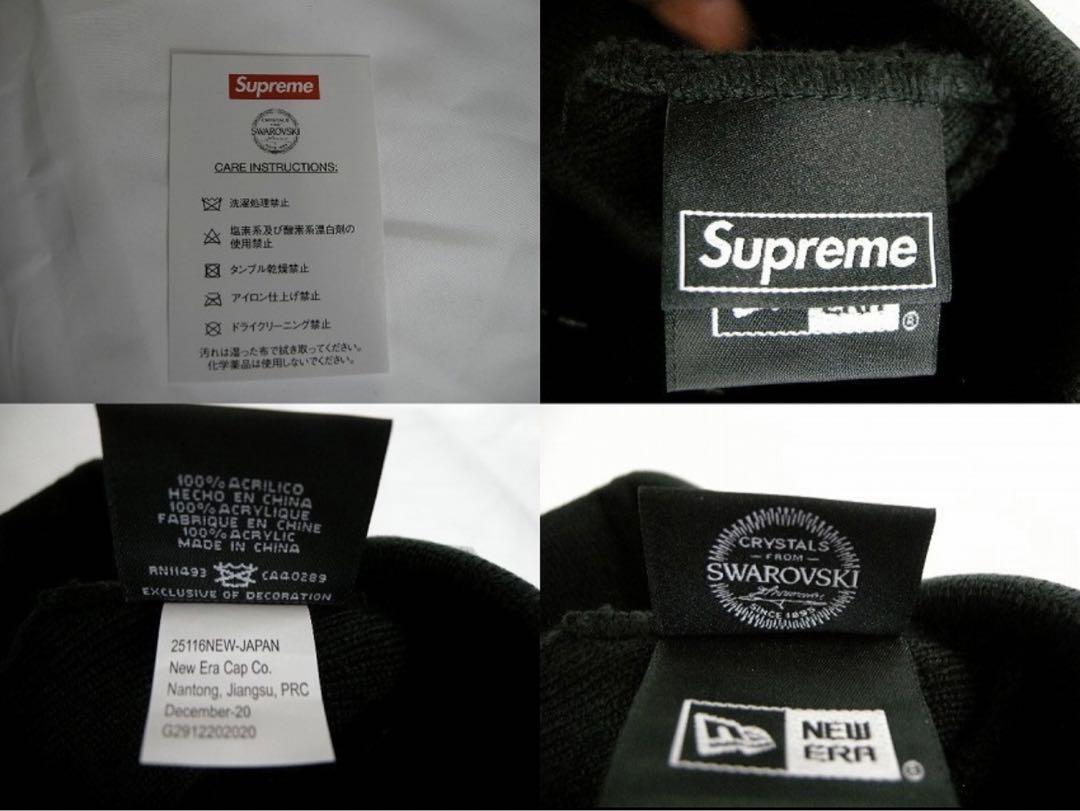 Supreme
CRYSTALS
FROM
SWAROVSKI
CARE INSTRUCTIONS:
洗濯処理禁止
塩素系及び酸素系漂白剤の
使用禁止
タンブル乾燥禁止
アイロン仕上げ禁止
ドライクリーニング禁止
汚れは湿った布で拭き取ってください。
化学薬品は使用しないでください。
Supreme
ERA ®
100% ACRILICO
HECHO EN CHINA
100% ACRYLIQUE
FABRIQUE EN CHINE
100% ACRYLIC
MADE IN CHINA
RN11493 CA40289
EXCLUSIVE OF DECORATION
25116NEW-JAPAN
New Era Cap Co.
Nantong, Jiangsu, PRC
December-20
G2912202020
CRYSTALS
FROM
SWAROVSKI
SINCE 1895
NEW
ERA ®